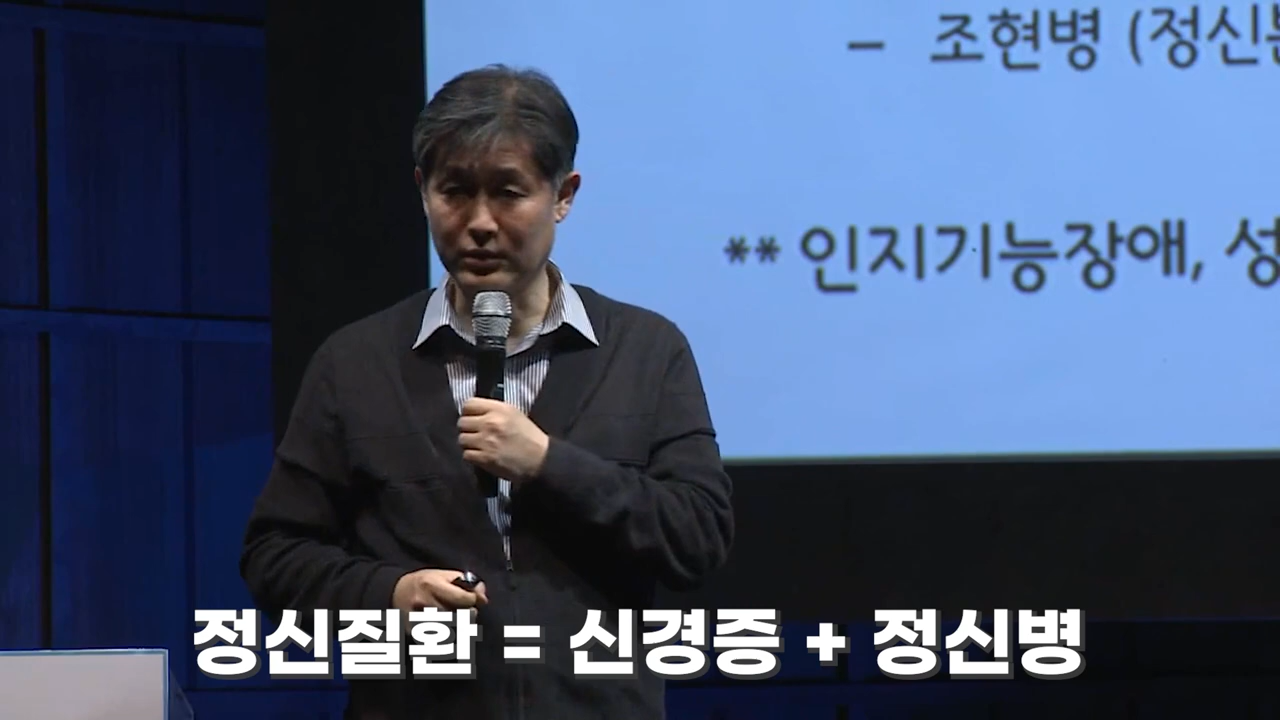 – 조현병 (정신
** 인지기능장애,
정신질환 = 신경증 + 정신병